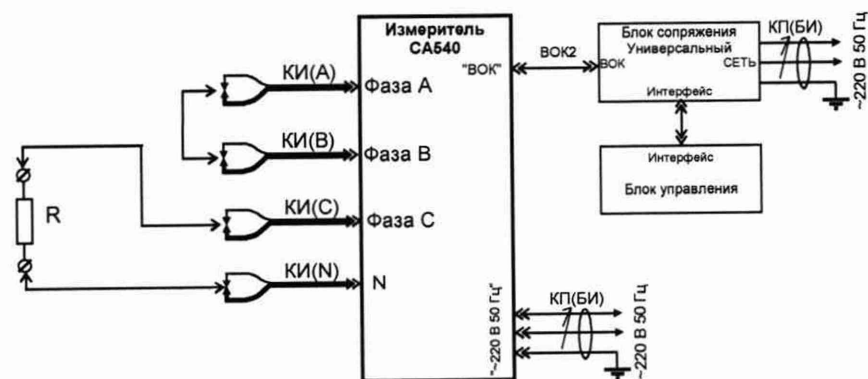 Измеритель
СА540
КИ(А)
Фаза А
КИ(В)
Фаза В
R
КИ(С)
Фаза С
КИ(N)
N
"ВОК"
ВОК2
Блок сопряжения
Универсальный
ВОК
СЕТЬ
Интерфейс
КП(БИ)
~220 В 50 Гц
Интерфейс
Блок управления
"~220 В 50 Гц"
КП(БИ)
~220 В 50 Гц